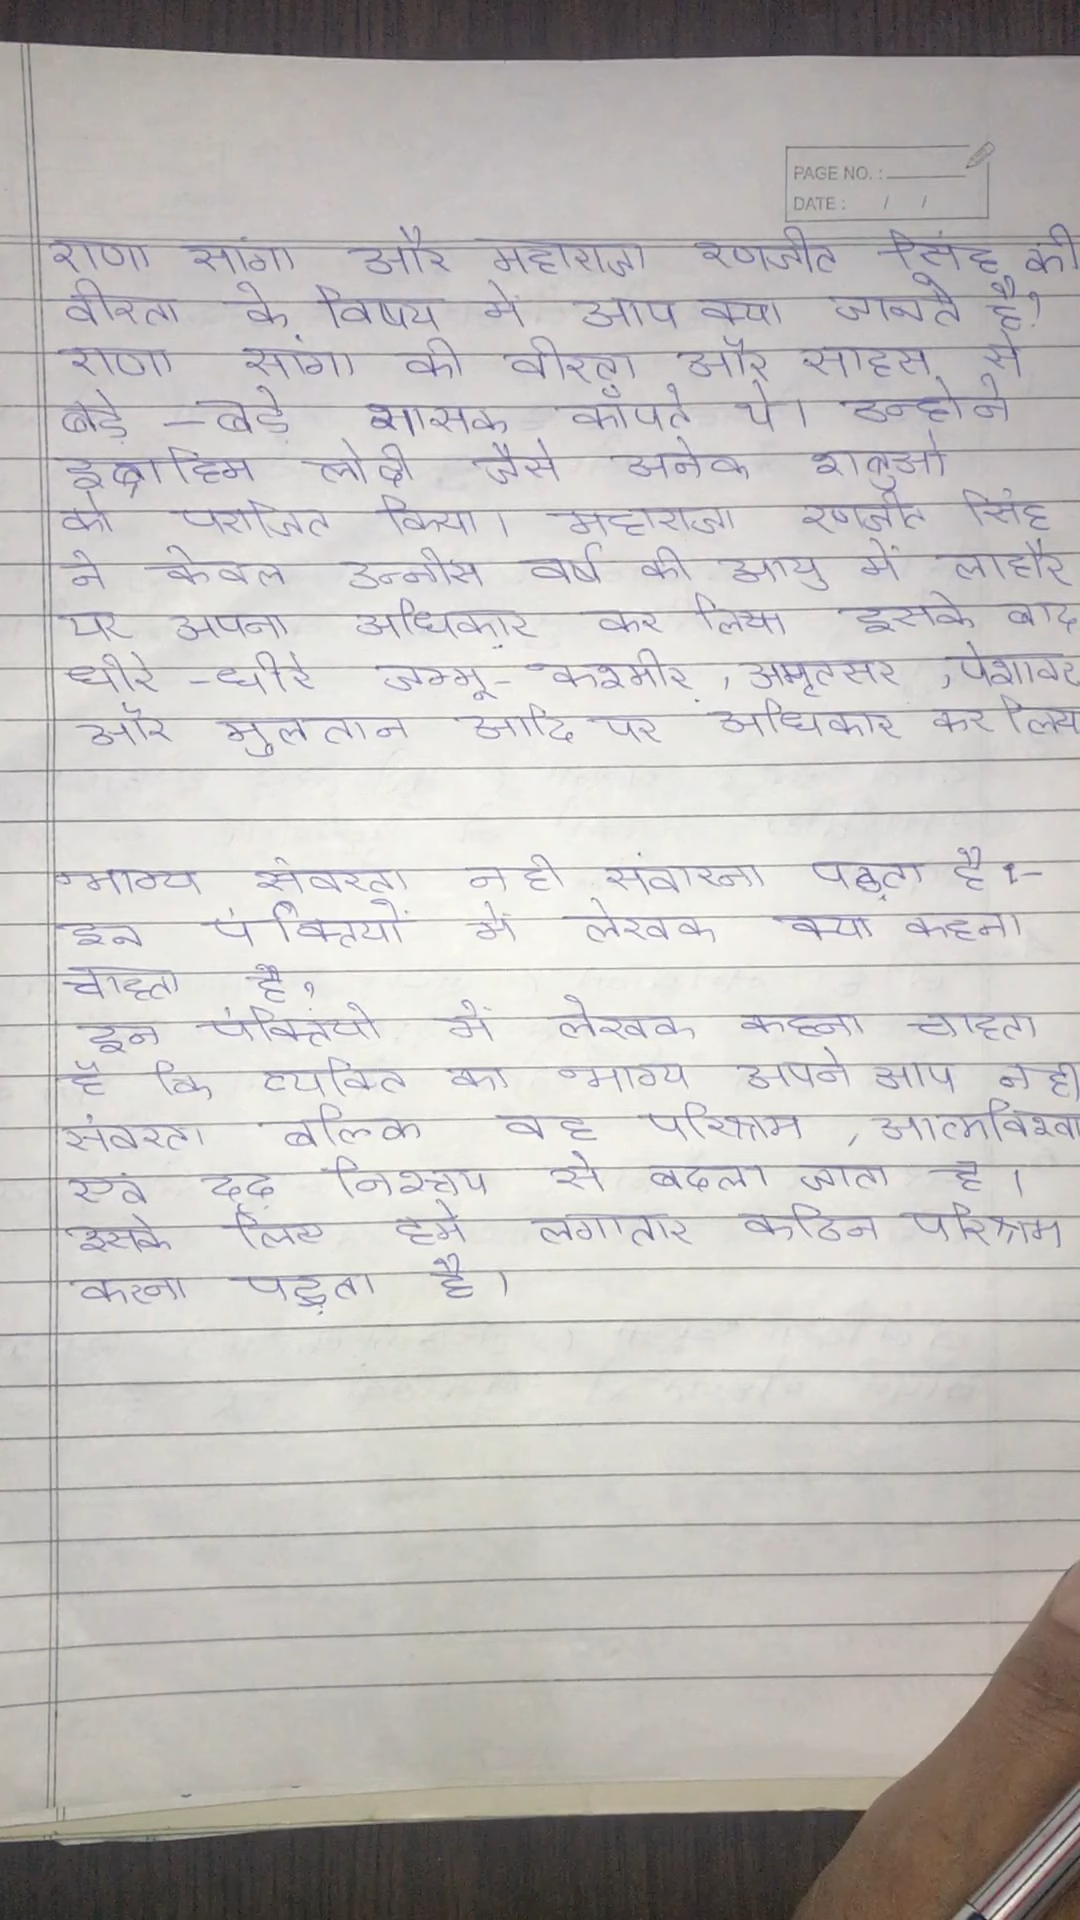 PAGE NO. :
DATE : / /
राणा सांगा और महाराजा रणजीत सिंह की
वीरता के विषय में आप क्या जानते है?
राणा सांगा की वीरता और साहस से
बड़े - बड़े शासक काँपते थे। उन्होने
इब्राहिम लोदी जैसे अनेक शत्रुओ
को पराजित किया। महाराजा रणजीत सिंह
ने केवल उन्नीस वर्ष की आयु में लाहौर
पर अपना अधिकार कर लिया इसके बाद
धीरे - धीरे जम्मू - कश्मीर , अमृतसर , पेशावर
और मुलतान आदि पर अधिकार कर लिय
भाग्य संवरता नही संवारना पड़ता है :-
इन पंक्तियों में लेखक क्या कहना
चाहता है ?
इन पंक्तियो में लेखक कहना चाहता
है कि व्यक्ति का भाग्य अपने आप नही
संवरता बल्कि वह परिश्रम , आत्मविश्वा
एवं दृढ़ निश्चय से बदला जाता है ।
इसके लिए हमे लगातार कठिन परिश्रम
करना पड़ता है ।